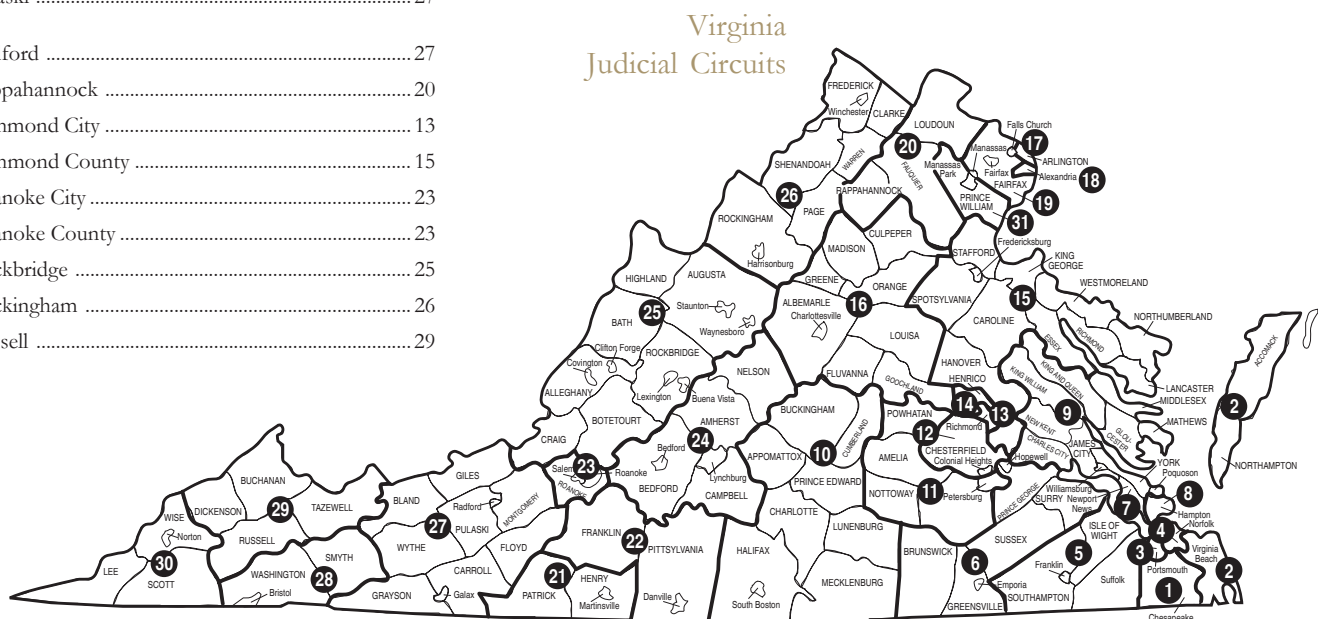 27
ford ... 27
ppahannock ... 20
hmond City ... 13
hmond County ... 15
noke City ... 23
noke County ... 23
ckbridge ... 25
ckingham ... 26
sell ... 29
Virginia
Judicial Circuits
FREDERICK
Winchester
CLARKE
LOUDOUN
Falls Church
17
ARLINGTON
20
Manassas
Fairfax
Alexandria
18
SHENANDOAH
WARREN
FAUQUIER
Manassas
Park
FAIRFAX
19
26
RAPPAHANNOCK
PRINCE
WILLIAM
31
ROCKINGHAM
PAGE
CULPEPER
Fredericksburg
MADISON
STAFFORD
KING
GEORGE
Harrisonburg
HIGHLAND
AUGUSTA
GREENE
ORANGE
WESTMORELAND
25
Staunton
ALBEMARLE
16
SPOTSYLVANIA
15
Charlottesville
BATH
Waynesboro
CAROLINE
NORTHUMBERLAND
RICHMOND
LOUISA
ESSEX
Clifton Forge
ROCKBRIDGE
ACCOMACK
Covington
NELSON
FLUVANNA
HANOVER
KING AND QUEEN
KING WILLIAM
GOOCHLAND
HENRICO
ALLEGHANY
Lexington
Buena Vista
LANCASTER
MIDDLESEX
BUCKINGHAM
14
13
9
2
BOTETOURT
AMHERST
POWHATAN
Richmond
NEW KENT
MATHEWS
CUMBERLAND
12
GLOU-
CESTER
CRAIG
24
CHARLES CITY
JAMES
CITY
Bedford
10
CHESTERFIELD
Colonial Heights
Hopewell
Salem
23
Roanoke
APPOMATTOX
AMELIA
YORK
Poquoson
NORTHAMPTON
GILES
ROANOKE
Lynchburg
PRINCE EDWARD
BUCHANAN
BEDFORD
CAMPBELL
NOTTOWAY
11
Petersburg
Williamsburg
8
BLAND
Radford
MONTGOMERY
PRINCE GEORGE
SURRY
Newport
News
7
Hampton
DICKENSON
29
TAZEWELL
CHARLOTTE
LUNENBURG
Norfolk
WISE
27
PULASKI
FRANKLIN
22
ISLE OF
WIGHT
4
Norton
RUSSELL
WYTHE
FLOYD
PITTSYLVANIA
HALIFAX
BRUNSWICK
SUSSEX
5
3
Virginia
Beach
SMYTH
6
30
LEE
SCOTT
WASHINGTON
28
CARROLL
21
HENRY
Franklin
Suffolk
Portsmouth
2
MECKLENBURG
Emporia
1
Bristol
GRAYSON
Galax
PATRICK
Martinsville
Danville
South Boston
GREENSVILLE
SOUTHAMPTON
Chesapeake